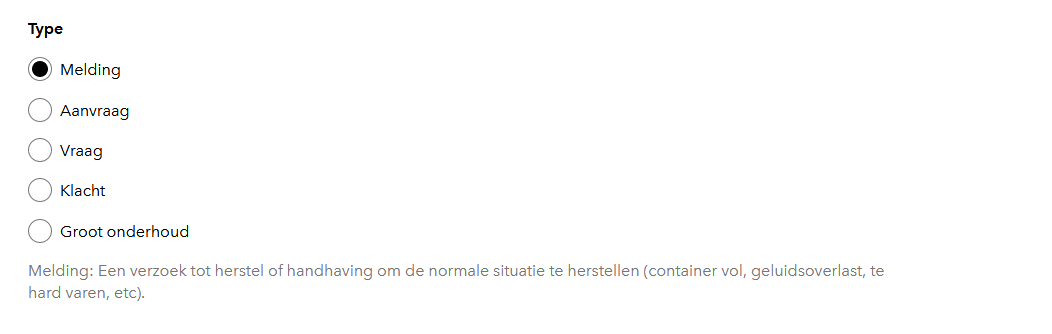 Type
Melding
Aanvraag
Vraag
Klacht
Groot onderhoud
Melding: Een verzoek tot herstel of handhaving om de normale situatie te herstellen (container vol, geluidsoverlast, te
hard varen, etc).